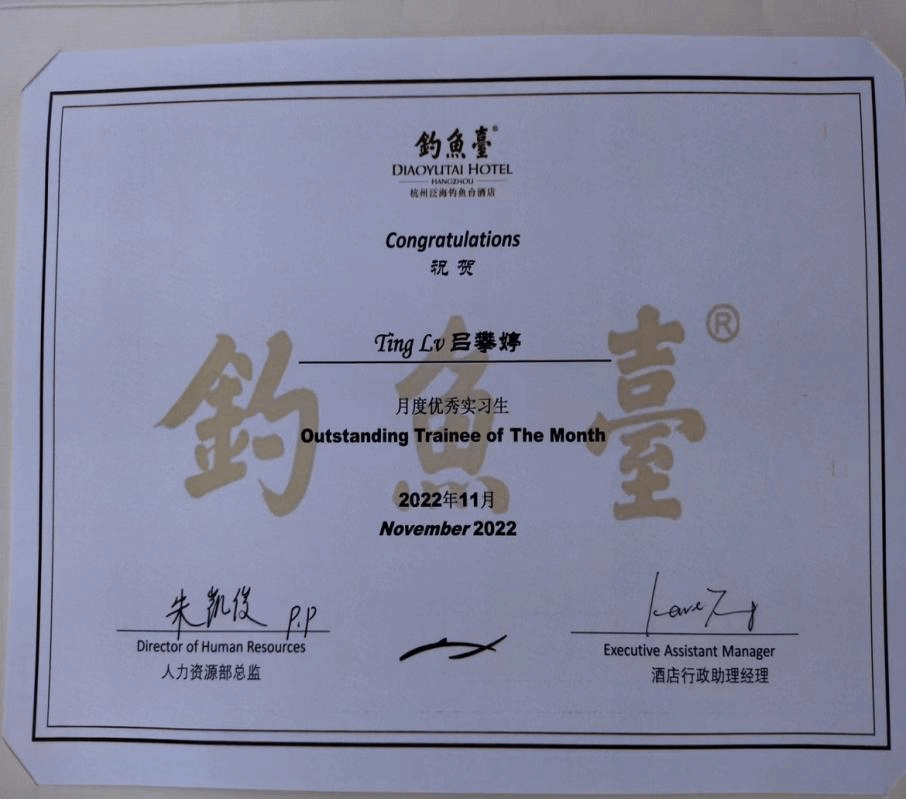 釣魚臺®
DIAOYUTAI HOTEL
HANGZHOU
杭州泛海钓鱼台酒店
Congratulations
祝 贺
Ting Lv 吕攀婷
釣魚臺®
月度优秀实习生
Outstanding Trainee of The Month
2022年11月
November 2022
朱凯俊 P.P
Director of Human Resources
人力资源部总监
Executive Assistant Manager
酒店行政助理经理